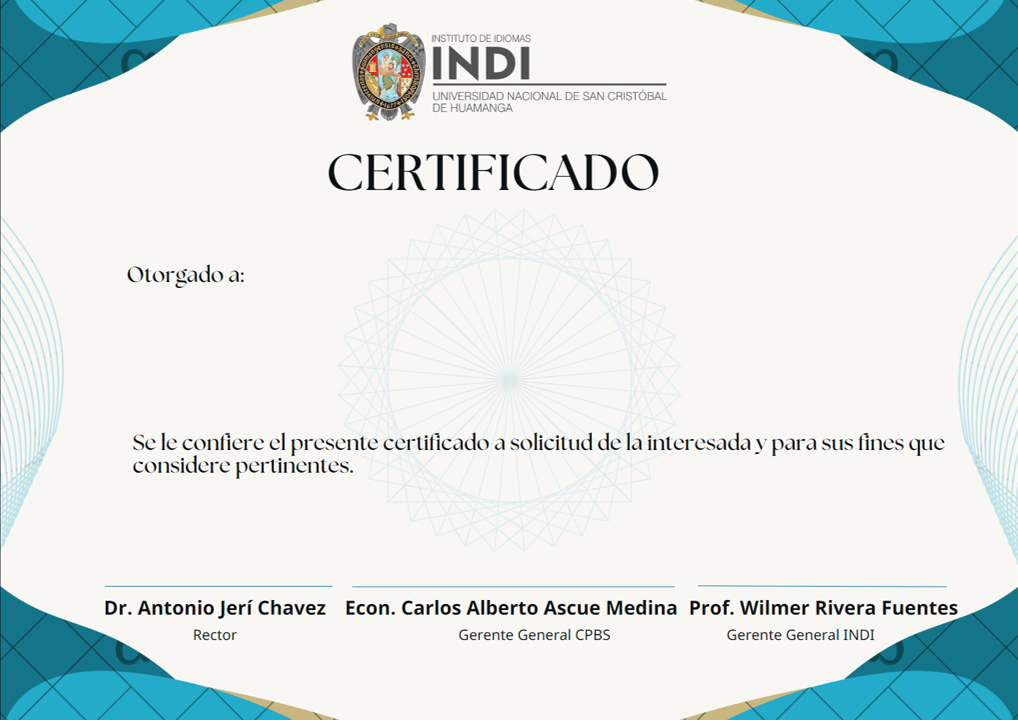 INSTITUTO DE IDIOMAS
INDI
UNIVERSIDAD NACIONAL DE SAN CRISTÓBAL
DE HUAMANGA
CERTIFICADO
Otorgado a:
Se le confiere el presente certificado a solicitud de la interesada y para sus fines que
considere pertinentes.
Dr. Antonio Jerí Chavez Econ. Carlos Alberto Ascue Medina Prof. Wilmer Rivera Fuentes
Rector Gerente General CPBS Gerente General INDI